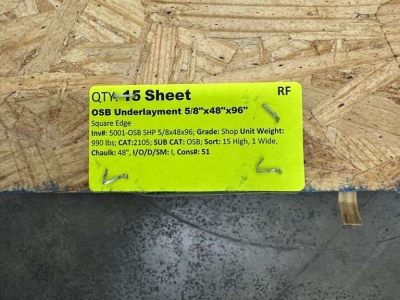 QTY. 15 Sheet RF
OSB Underlayment 5/8"x48"x96"
Square Edge
Inv#: 5001-OSB SHP 5/8x48x96; Grade: Shop Unit Weight:
990 lbs; CAT:2105; SUB CAT: OSB; Sort: 15 High, 1 Wide,
Chaulk: 48", I/O/D/SM: I, Cons#: 51